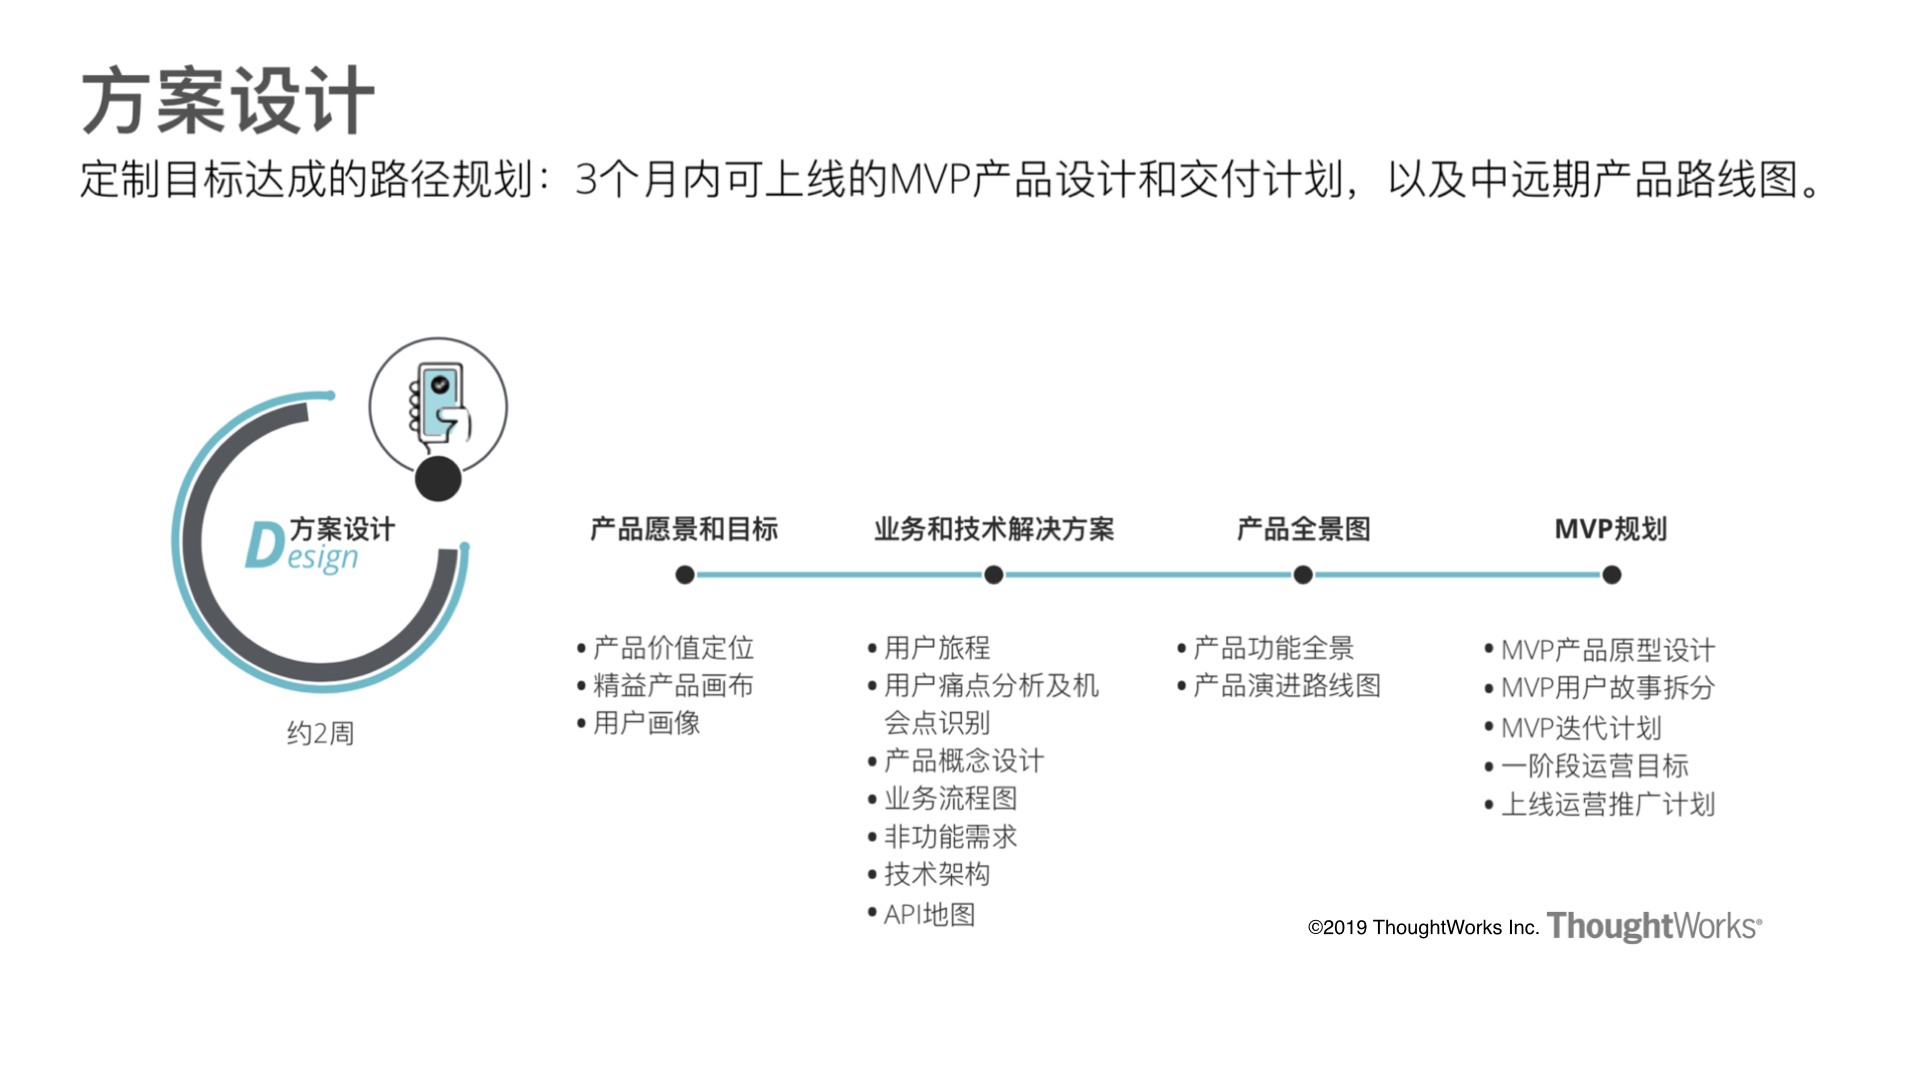 方案设计
定制目标达成的路径规划：3个月内可上线的MVP产品设计和交付计划，以及中远期产品路线图。
方案设计
Design
约2周
产品愿景和目标
• 产品价值定位
• 精益产品画布
• 用户画像
业务和技术解决方案
• 用户旅程
• 用户痛点分析及机
会点识别
• 产品概念设计
• 业务流程图
• 非功能需求
• 技术架构
• API地图
产品全景图
• 产品功能全景
• 产品演进路线图
MVP规划
• MVP产品原型设计
• MVP用户故事拆分
• MVP迭代计划
• 一阶段运营目标
• 上线运营推广计划
©2019 ThoughtWorks Inc. ThoughtWorks®